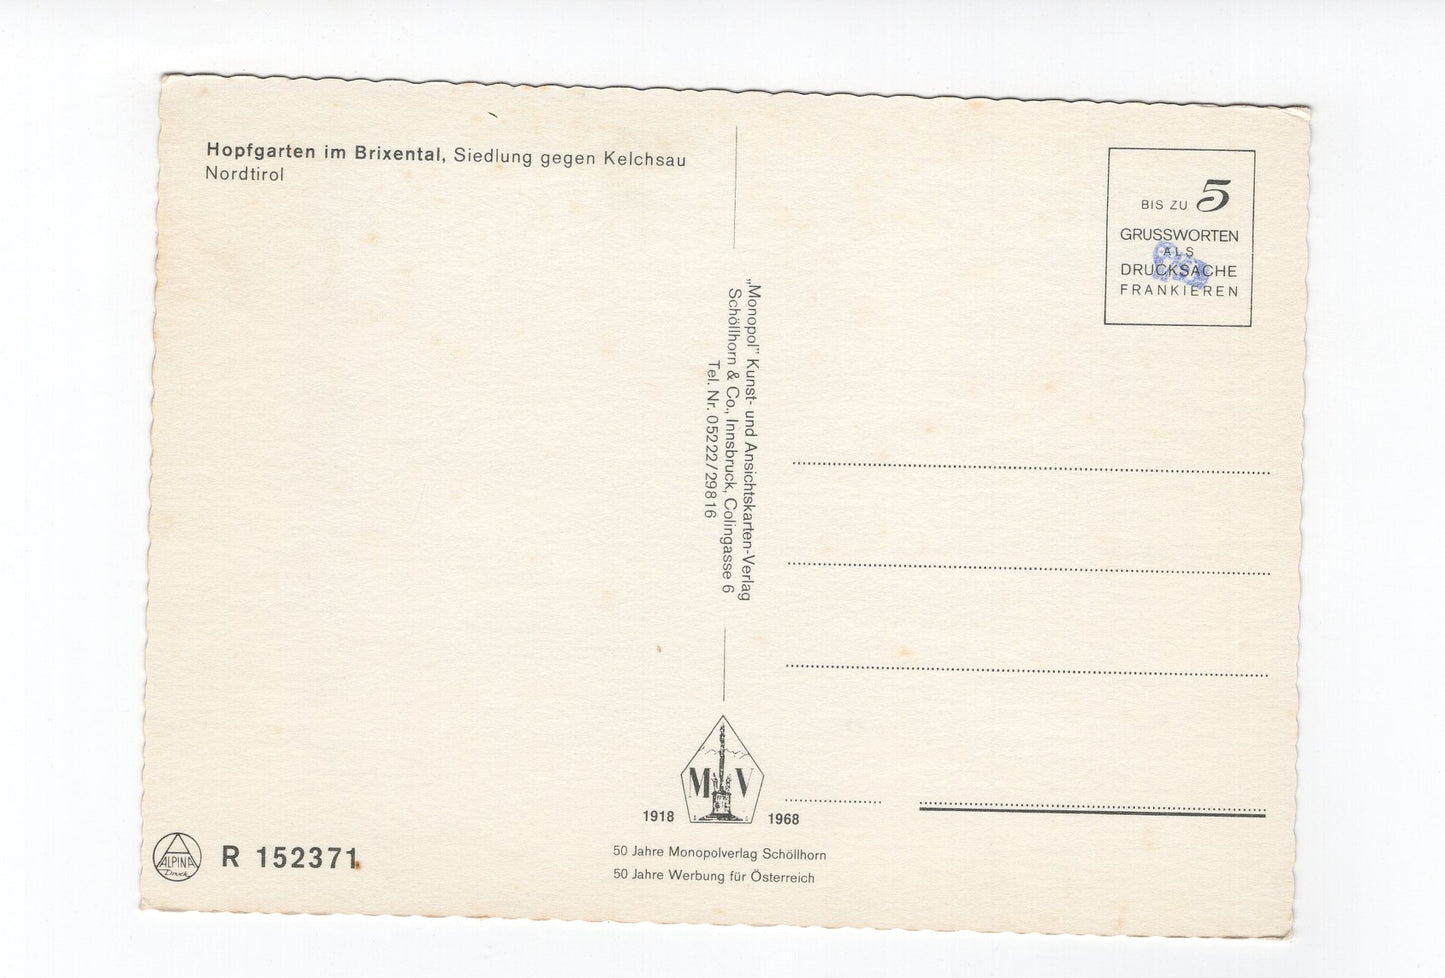 Hopfgarten im Brixental, Siedlung gegen Kelchsau
Nordtirol
BIS ZU 5
GRUSSWORTEN
ALS
DRUCKSACHE
FRANKIEREN
„Monopol" Kunst- und Ansichtskarten-Verlag
Schöllhorn & Co., Innsbruck, Colingasse 6
Tel. Nr. 05222/29816
M V
1918 1968
50 Jahre Monopolverlag Schöllhorn
50 Jahre Werbung für Österreich
ALPINA
Druck
R 152371